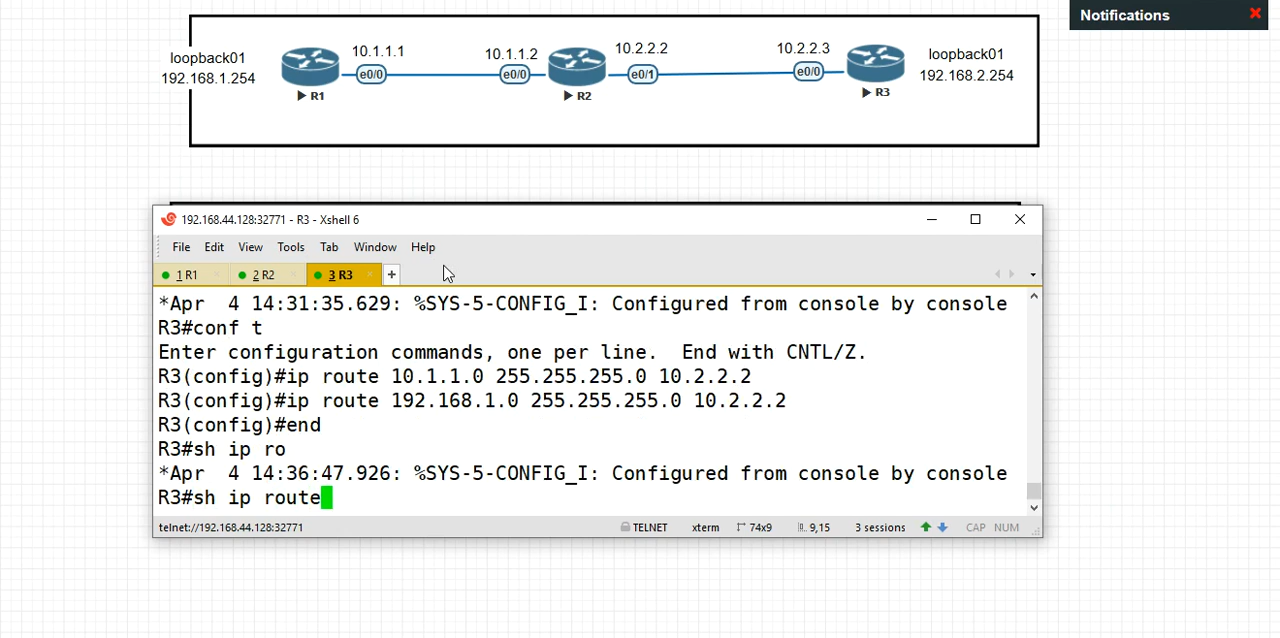 Notifications
loopback01
192.168.1.254
10.1.1.1
e0/0
R1
10.1.1.2
e0/0
R2
10.2.2.2
e0/1
10.2.2.3
e0/0
R3
loopback01
192.168.2.254
192.168.44.128:32771 - R3 - Xshell 6
File Edit View Tools Tab Window Help
1 R1 2 R2 3 R3 +
*Apr  4 14:31:35.629: %SYS-5-CONFIG_I: Configured from console by console
R3#conf t
Enter configuration commands, one per line.  End with CNTL/Z.
R3(config)#ip route 10.1.1.0 255.255.255.0 10.2.2.2
R3(config)#ip route 192.168.1.0 255.255.255.0 10.2.2.2
R3(config)#end
R3#sh ip ro
*Apr  4 14:36:47.926: %SYS-5-CONFIG_I: Configured from console by console
R3#sh ip route
telnet://192.168.44.128:32771 TELNET xterm 74x9 9,15 3 sessions CAP NUM